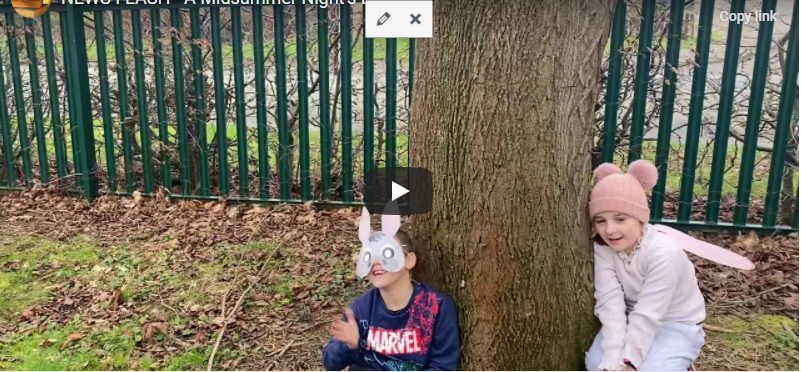 NEWS FLASH - A Midsummer Night's
Copy link
MARVEL